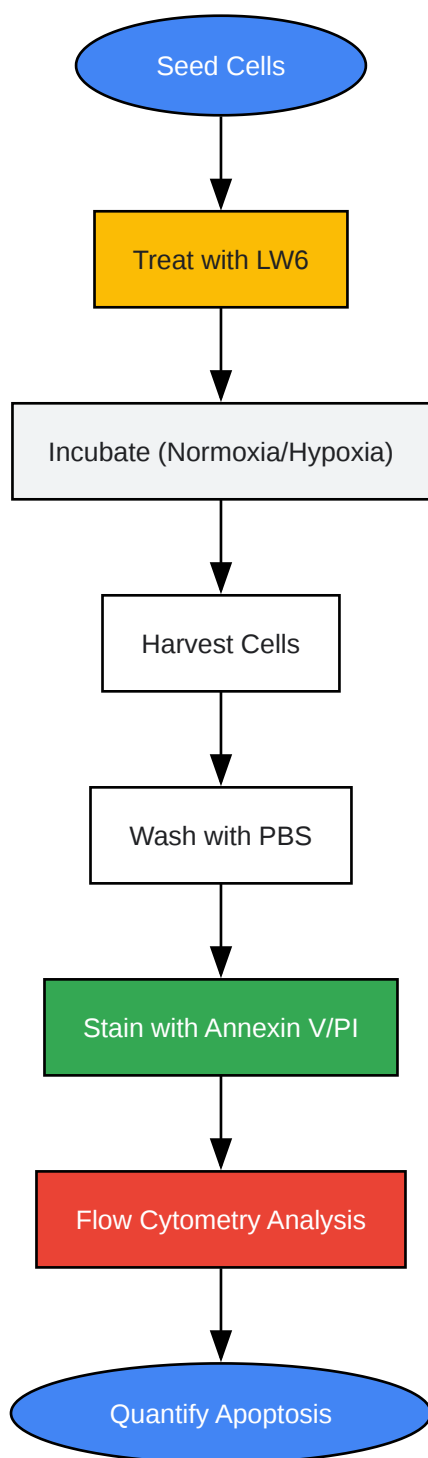 Seed Cells
Treat with LW6
Incubate (Normoxia/Hypoxia)
Harvest Cells
Wash with PBS
Stain with Annexin V/PI
Flow Cytometry Analysis
Quantify Apoptosis